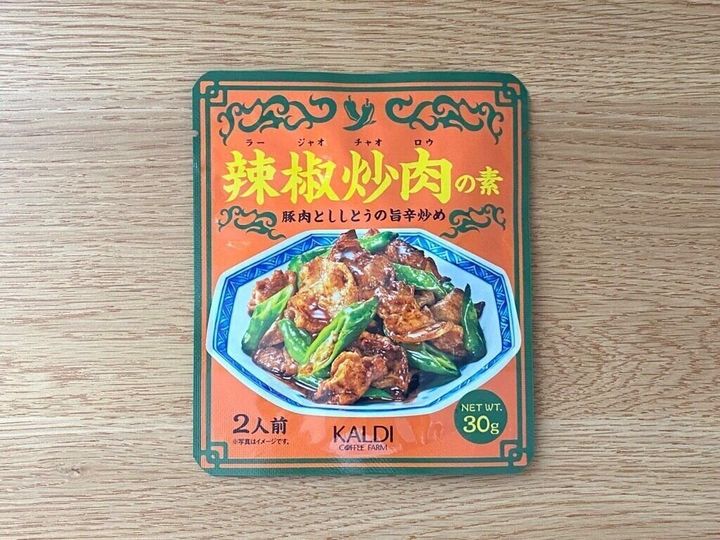 ラー ジャオ チャオ ロウ
辣椒炒肉の素
豚肉とししとうの旨辛炒め
2人前
※写真はイメージです。
KALDI
COFFEE FARM
NET WT.
30g